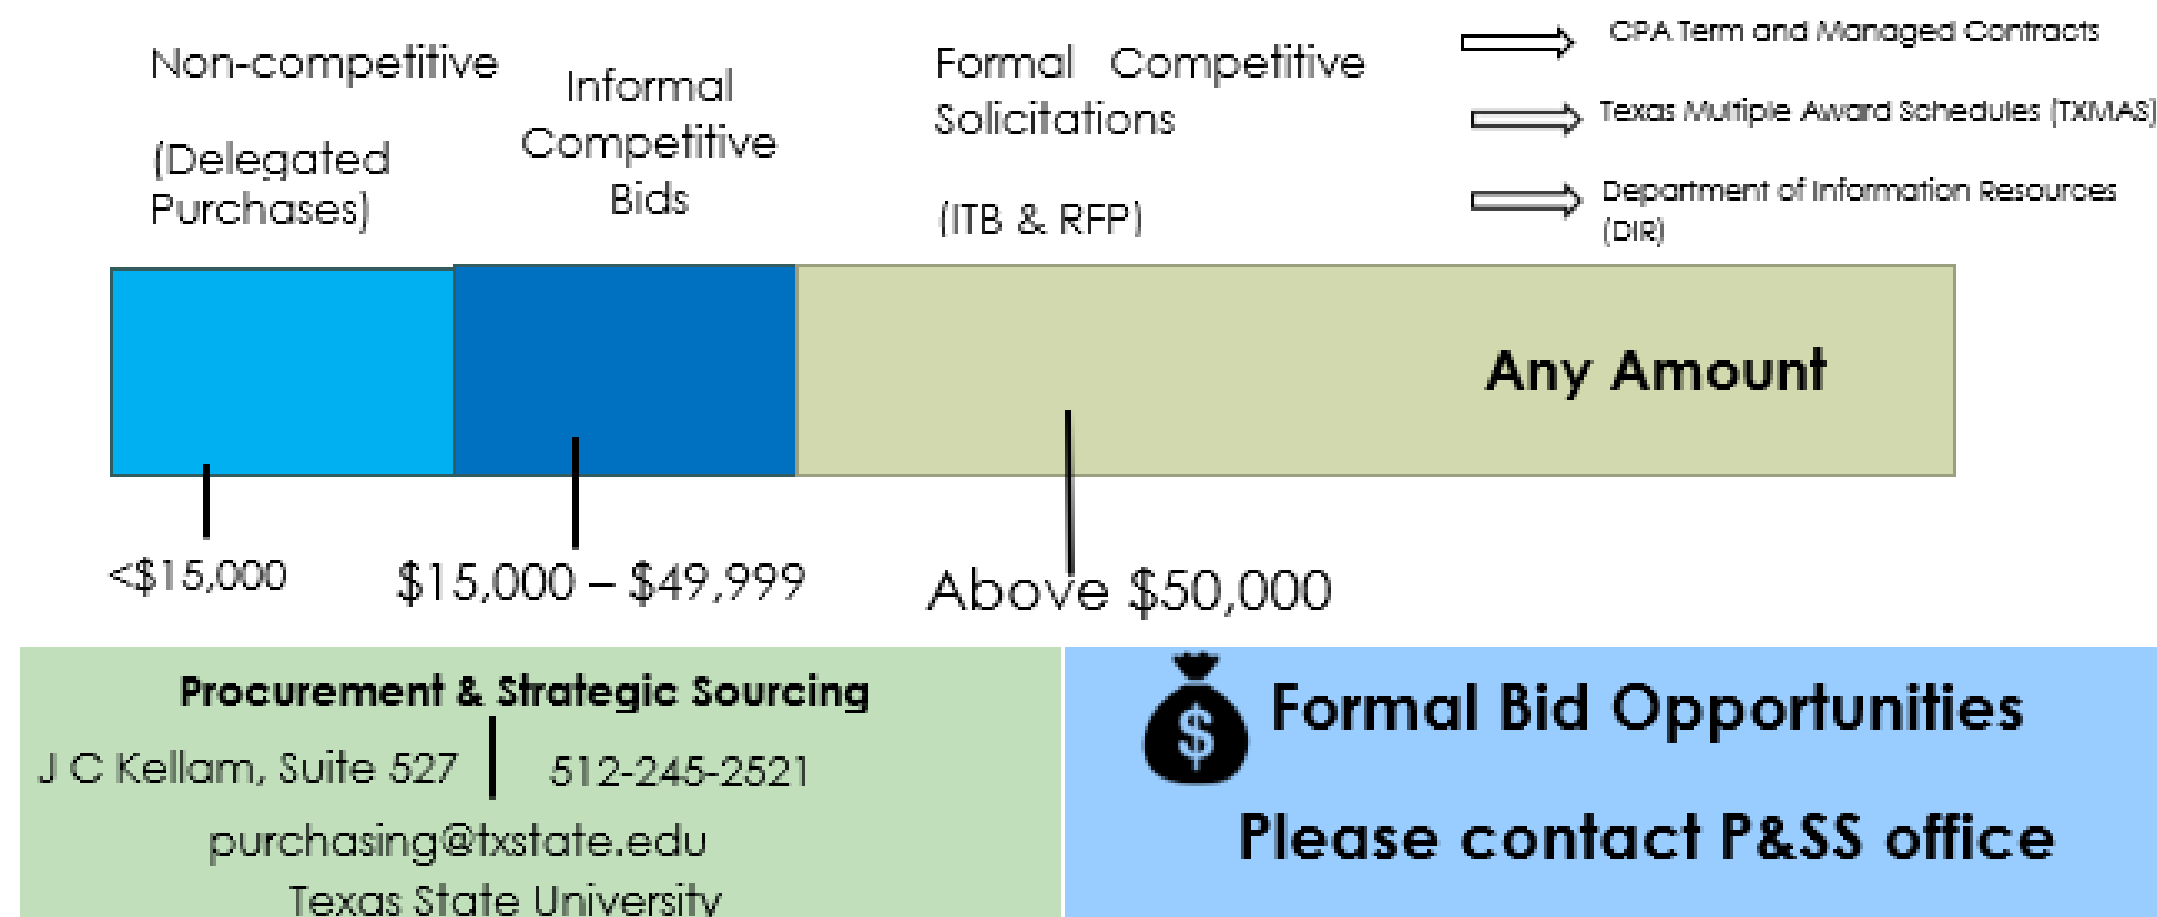 Non-competitive
(Delegated
Purchases)
Informal
Competitive
Bids
Formal Competitive
Solicitations
(ITB & RFP)
CPA Term and Managed Contracts
Texas Multiple Award Schedules (TXMAS)
Department of Information Resources
(DIR)
Any Amount
<$15,000
$15,000 – $49,999
Above $50,000
Procurement & Strategic Sourcing
J C Kellam, Suite 527
512-245-2521
purchasing@txstate.edu
Texas State University
$
Formal Bid Opportunities
Please contact P&SS office